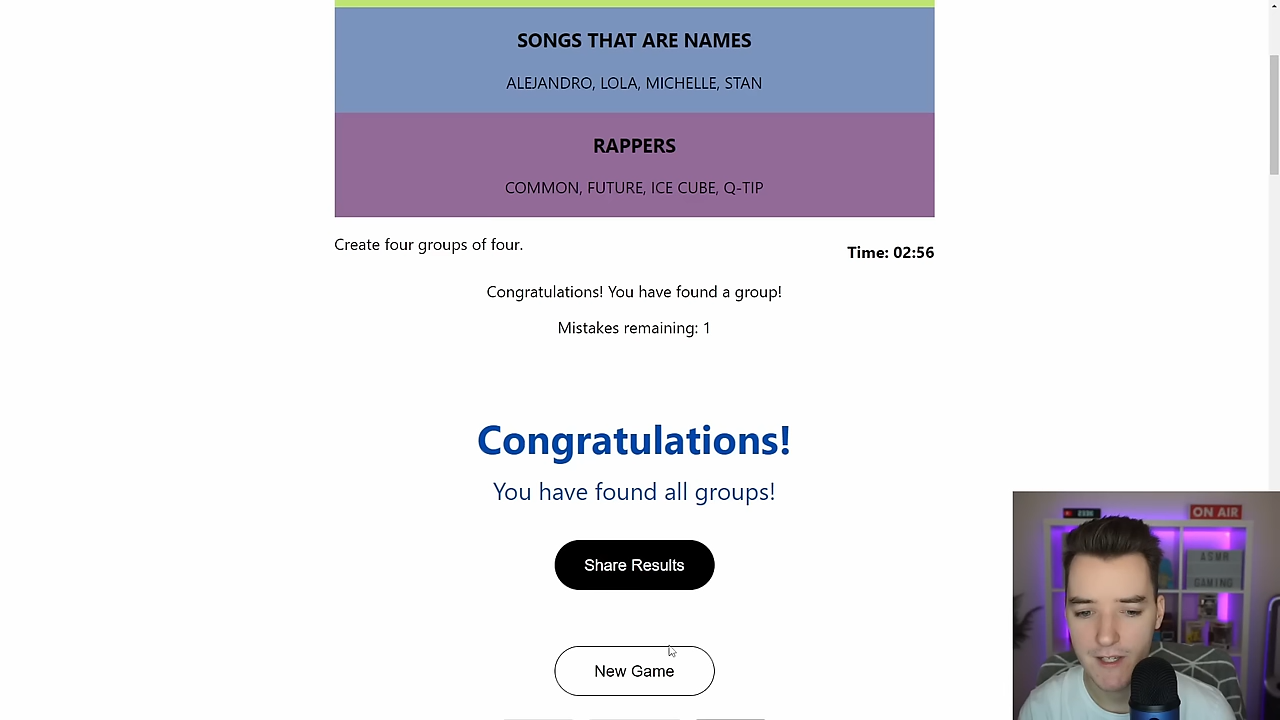 SONGS THAT ARE NAMES
ALEJANDRO, LOLA, MICHELLE, STAN
RAPPERS
COMMON, FUTURE, ICE CUBE, Q-TIP
Create four groups of four.
Time: 02:56
Congratulations! You have found a group!
Mistakes remaining: 1
Congratulations!
You have found all groups!
Share Results
New Game
ON AIR
ASMR
GAMING